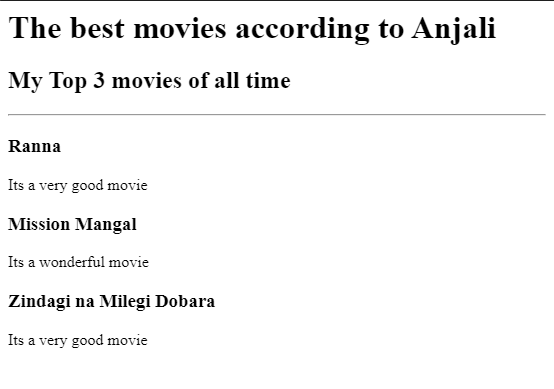 The best movies according to Anjali
My Top 3 movies of all time
Ranna
Its a very good movie
Mission Mangal
Its a wonderful movie
Zindagi na Milegi Dobara
Its a very good movie